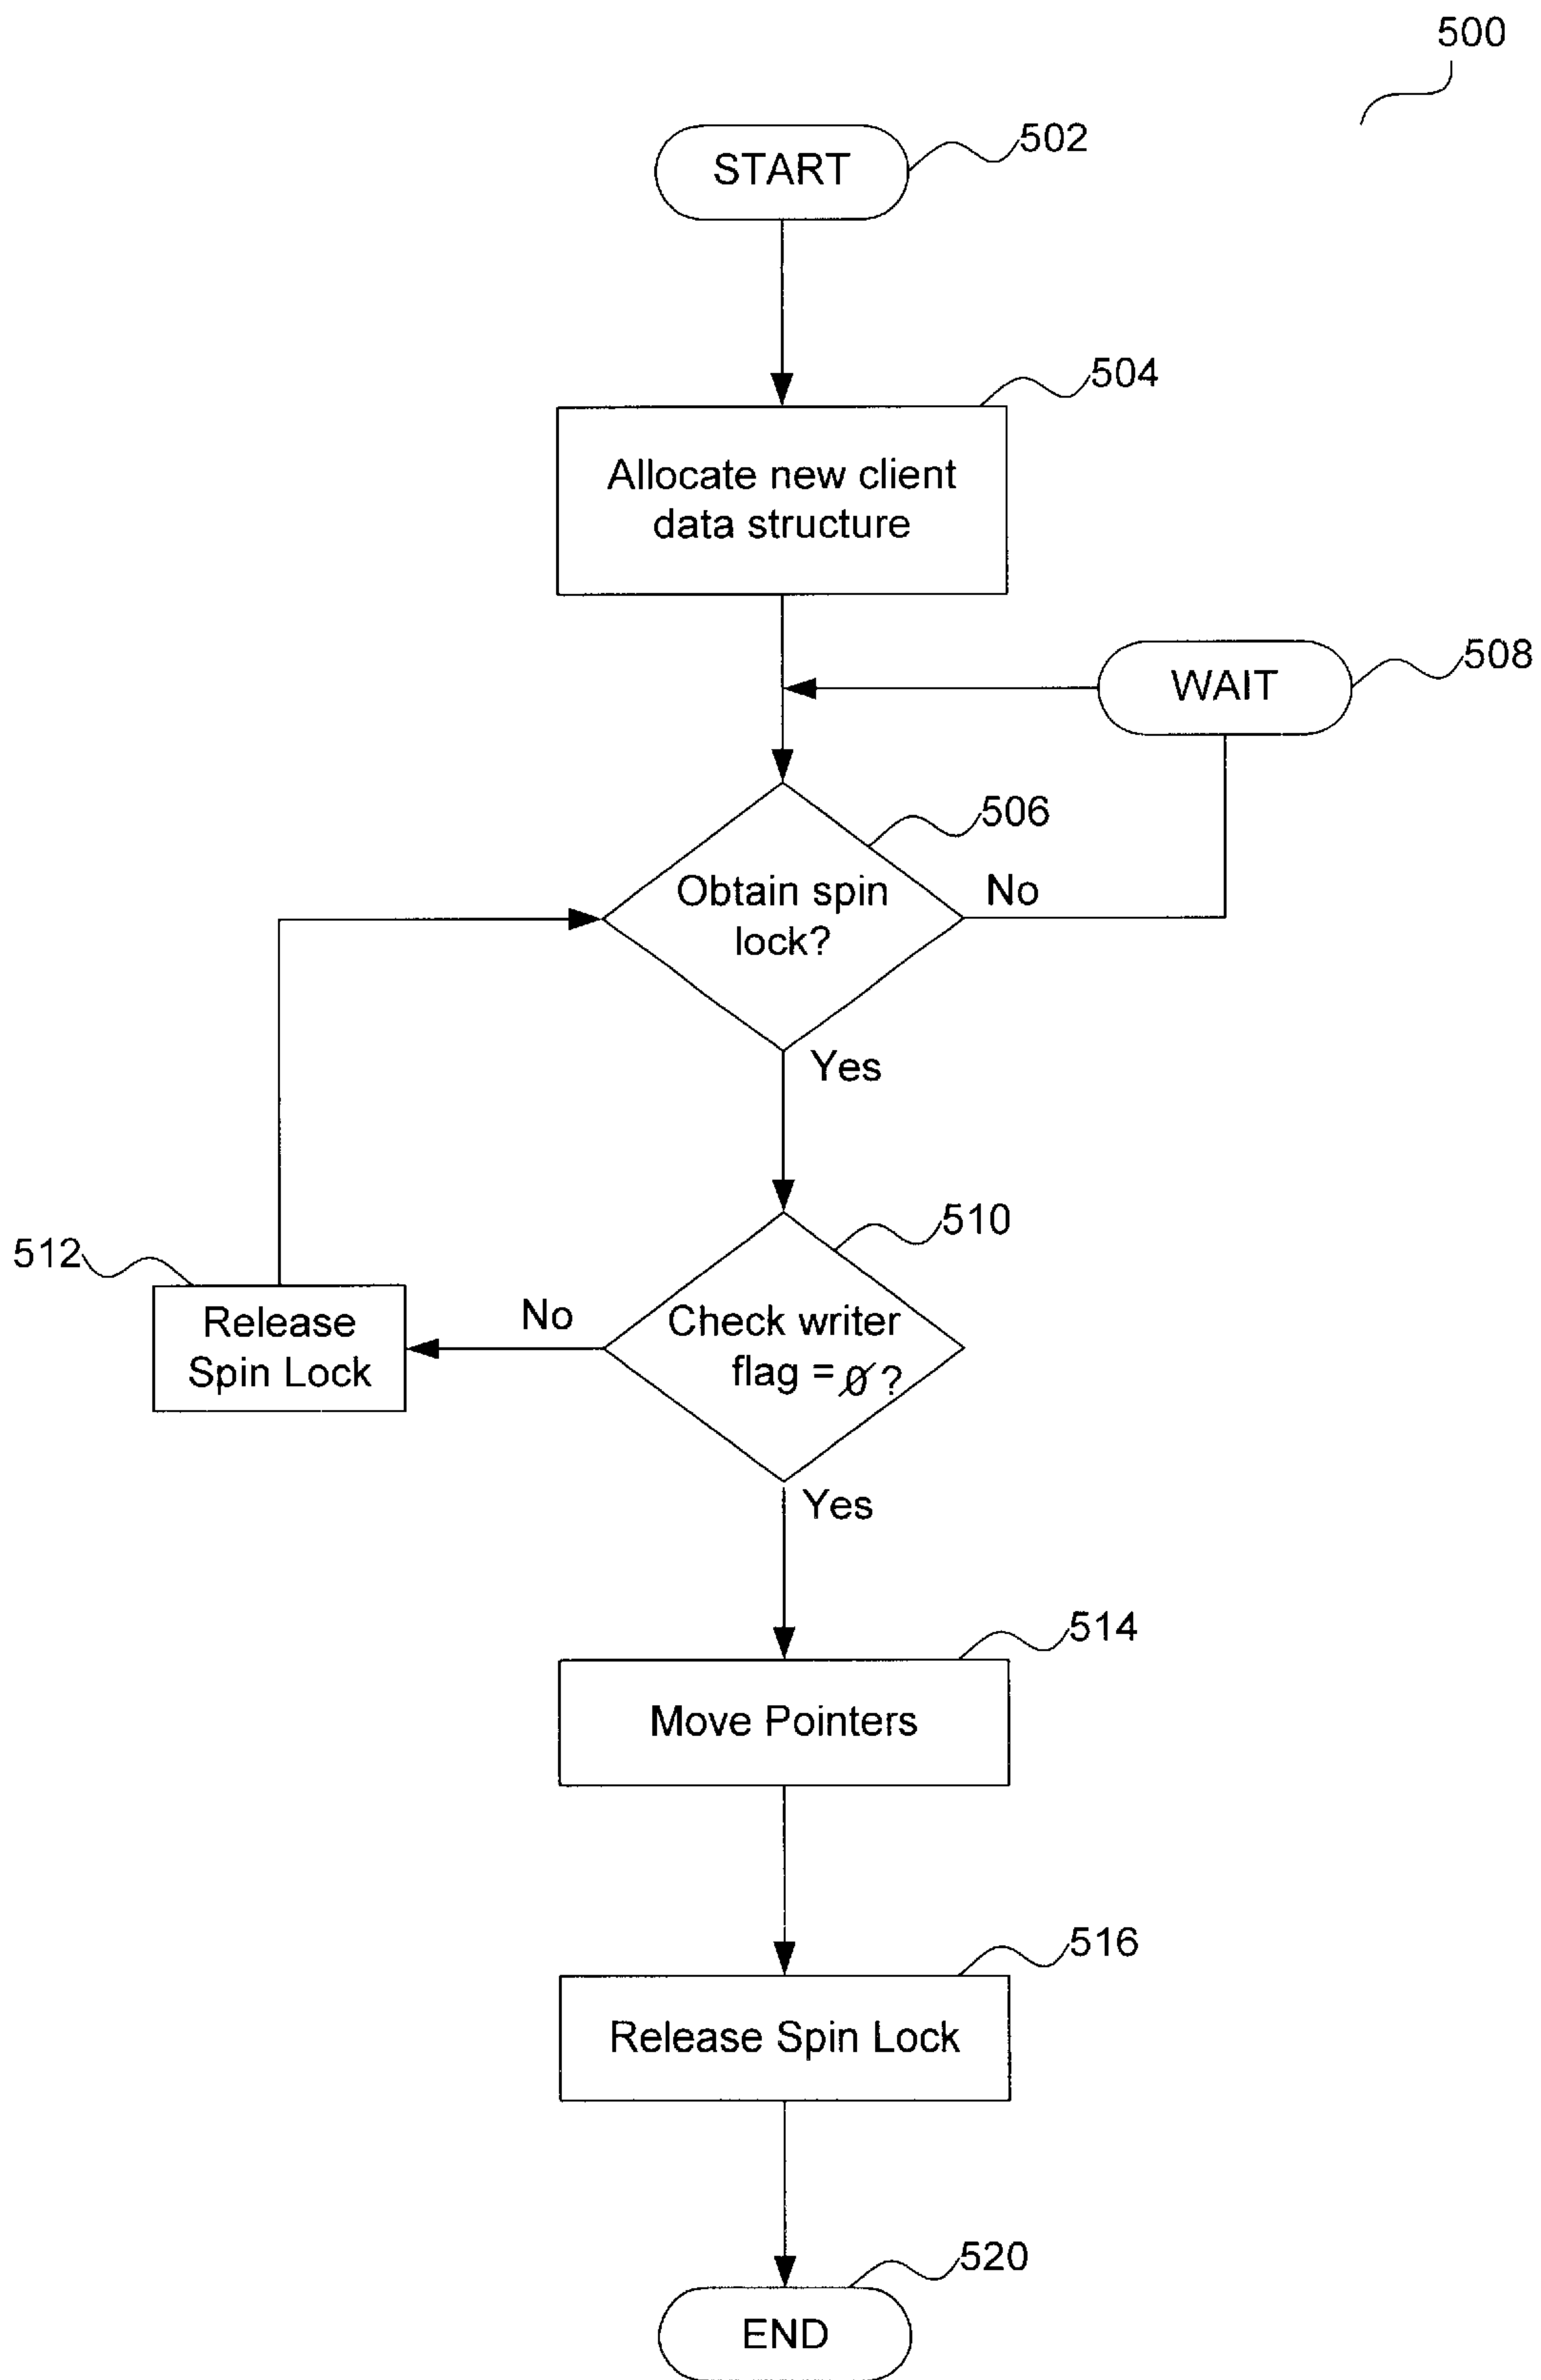 500
START
502
504
Allocate new client
data structure
508
WAIT
506
Obtain spin
lock?
No
Yes
510
512
Release
Spin Lock
No
Check writer
flag = 0 ?
Yes
514
Move Pointers
516
Release Spin Lock
520
END